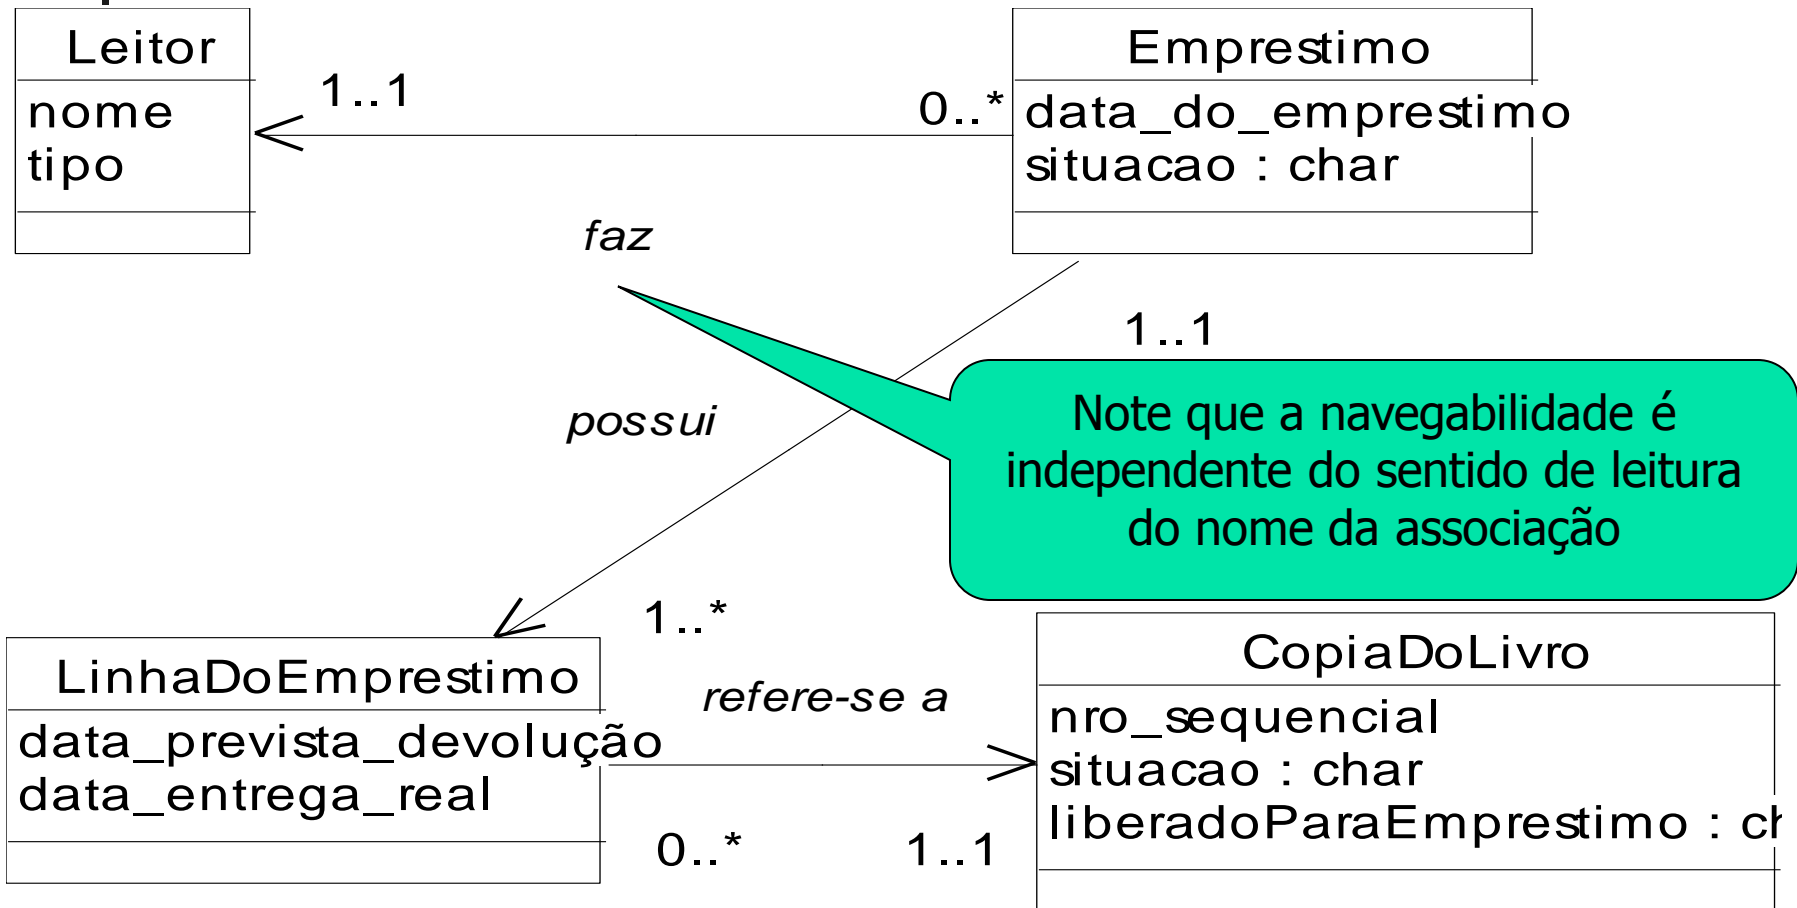 Leitor
nome
tipo
1..1
0..*
Emprestimo
data_do_emprestimo
situacao : char
faz
1..1
possui
Note que a navegabilidade é
independente do sentido de leitura
do nome da associação
1..*
LinhaDoEmprestimo
data_prevista_devolução
data_entrega_real
refere-se a
0..*
1..1
CopiaDoLivro
nro_sequencial
situacao : char
liberadoParaEmprestimo : ch